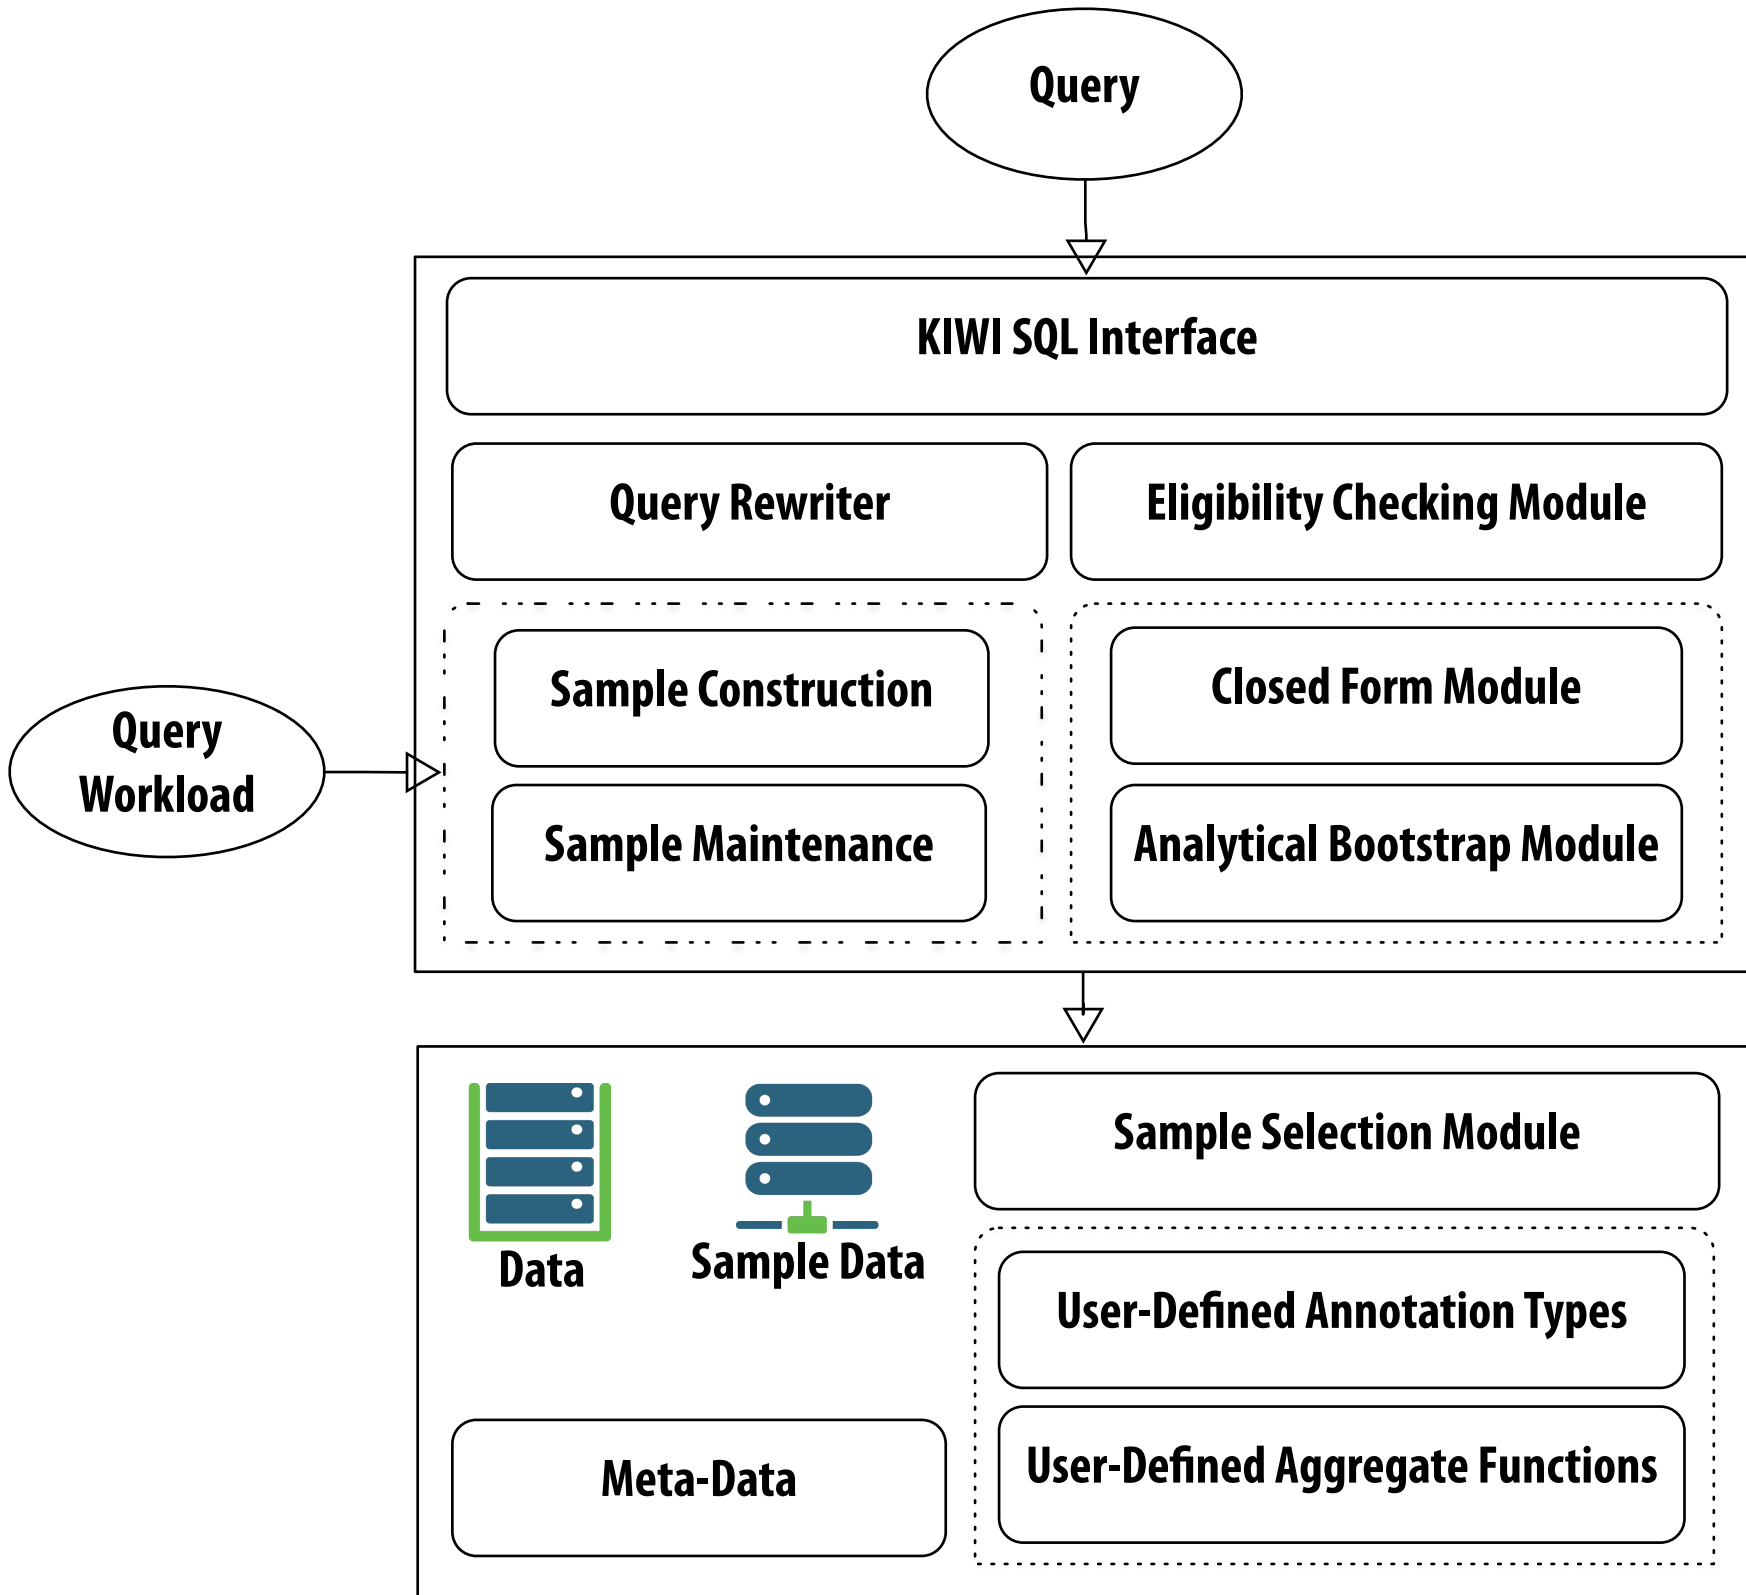 Query
KIWI SQL Interface
Query Rewriter
Eligibility Checking Module
Sample Construction
Closed Form Module
Query
Workload
Sample Maintenance
Analytical Bootstrap Module
Sample Selection Module
Data
Sample Data
User-Defined Annotation Types
Meta-Data
User-Defined Aggregate Functions